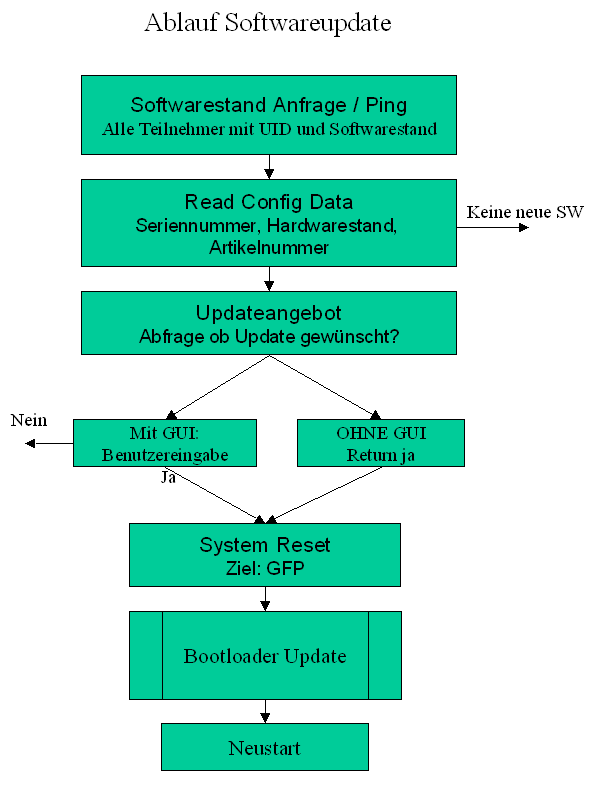 Ablauf Softwareupdate
Softwarestand Anfrage / Ping
Alle Teilnehmer mit UID und Softwarestand
Read Config Data
Seriennummer, Hardwarestand,
Artikelnummer
Keine neue SW
Updateangebot
Abfrage ob Update gewünscht?
Nein
Mit GUI:
Benutzereingabe
OHNE GUI
Return ja
Ja
System Reset
Ziel: GFP
Bootloader Update
Neustart